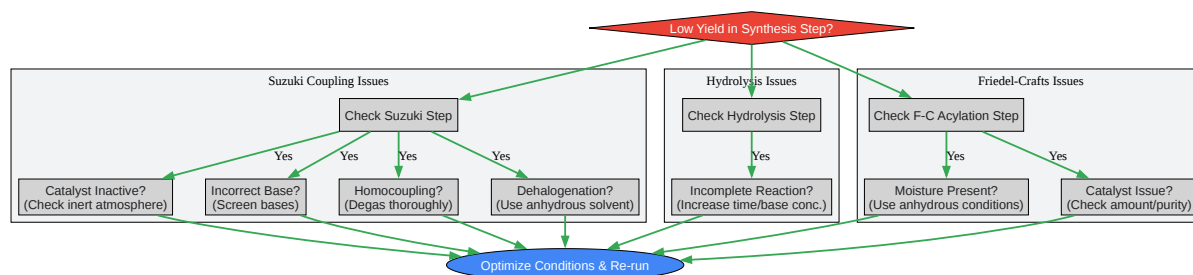 Low Yield in Synthesis Step?
Suzuki Coupling Issues
Hydrolysis Issues
Friedel-Crafts Issues
Check Suzuki Step
Check Hydrolysis Step
Check F-C Acylation Step
Yes
Yes
Yes
Yes
Yes
Yes
Yes
Catalyst Inactive?
(Check inert atmosphere)
Incorrect Base?
(Screen bases)
Homocoupling?
(Degas thoroughly)
Dehalogenation?
(Use anhydrous solvent)
Incomplete Reaction?
(Increase time/base conc.)
Moisture Present?
(Use anhydrous conditions)
Catalyst Issue?
(Check amount/purity)
Optimize Conditions & Re-run